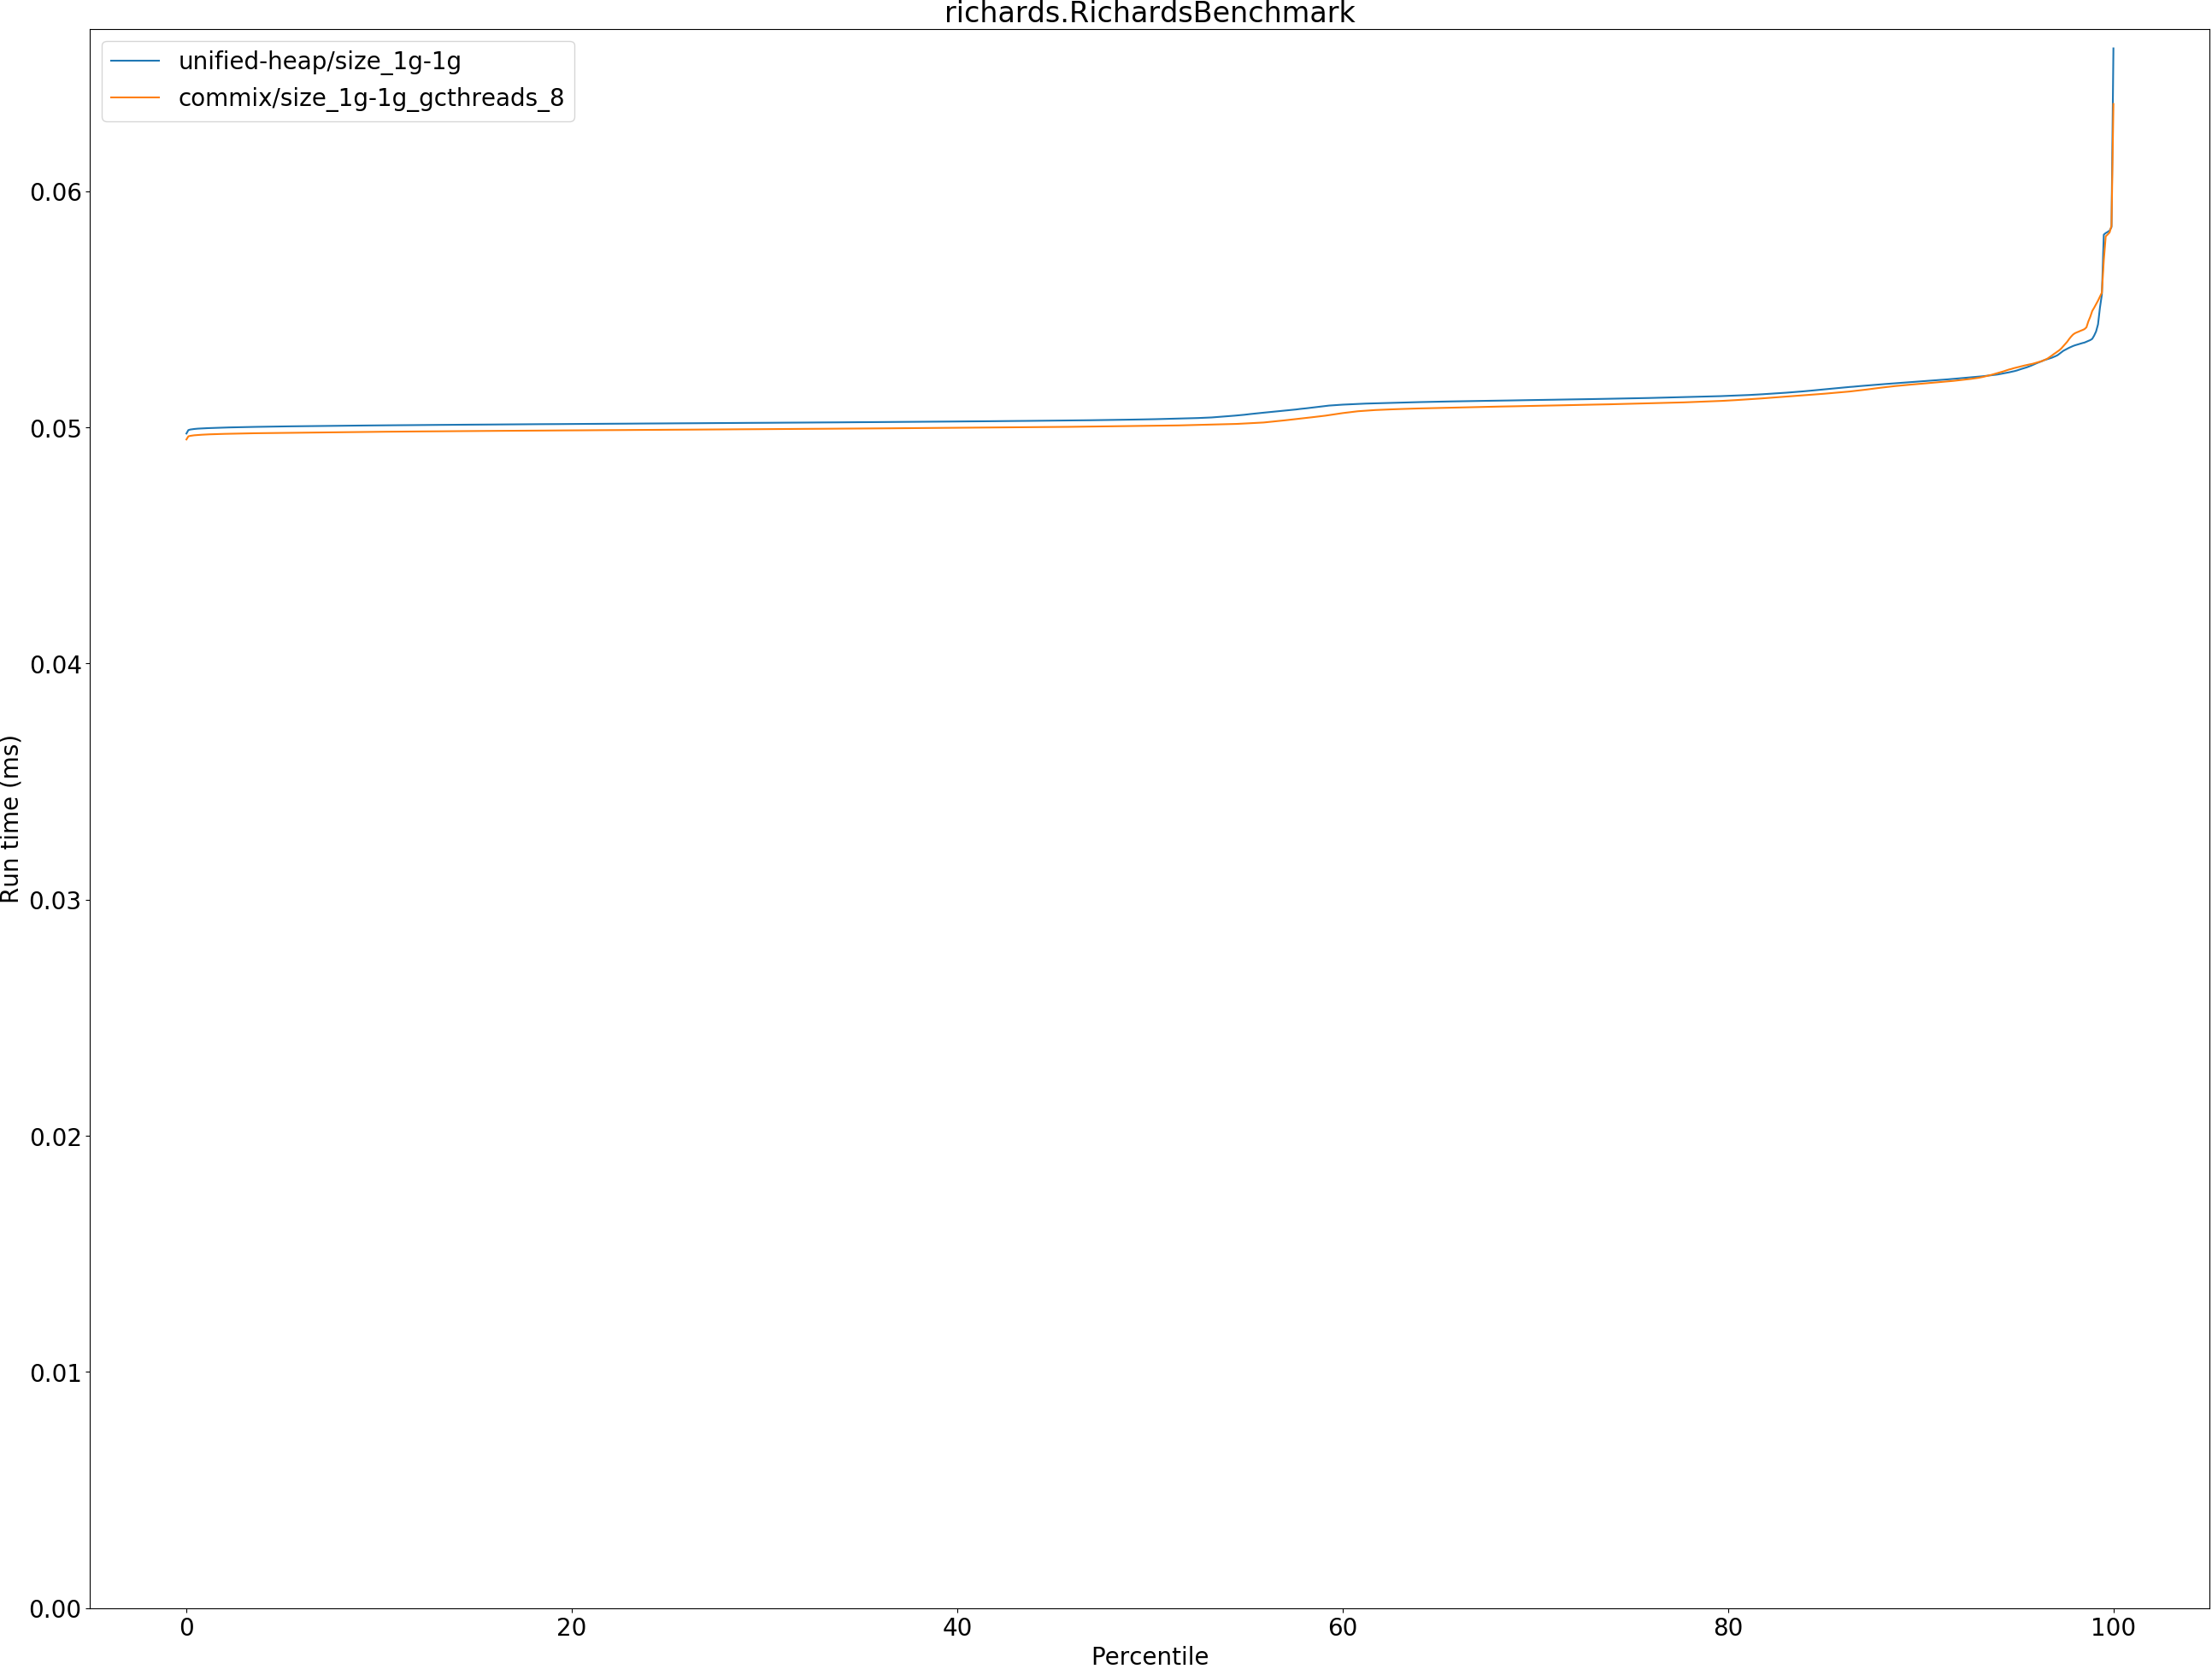 richards.RichardsBenchmark
unified-heap/size_1g-1g
commix/size_1g-1g_gcthreads_8
0.06
0.05
0.04
0.03
0.02
0.01
0.00
Run time (ms)
0 20 40 60 80 100
Percentile